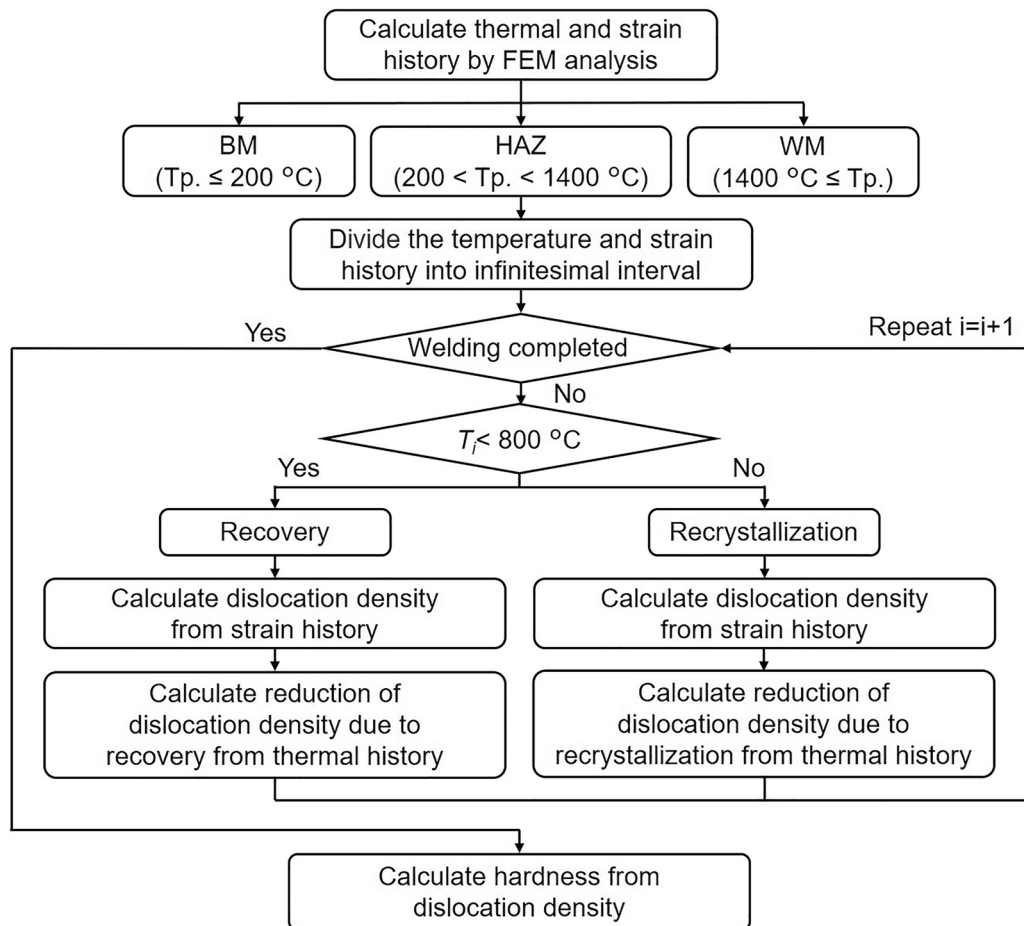 Calculate thermal and strain
history by FEM analysis
BM
(Tp. ≤ 200 °C)
HAZ
(200 < Tp. < 1400 °C)
WM
(1400 °C ≤ Tp.)
Divide the temperature and strain
history into infinitesimal interval
Yes
Welding completed
Repeat i=i+1
No
Ti< 800 °C
Yes
No
Recovery
Recrystallization
Calculate dislocation density
from strain history
Calculate dislocation density
from strain history
Calculate reduction of
dislocation density due to
recovery from thermal history
Calculate reduction of
dislocation density due to
recrystallization from thermal history
Calculate hardness from
dislocation density